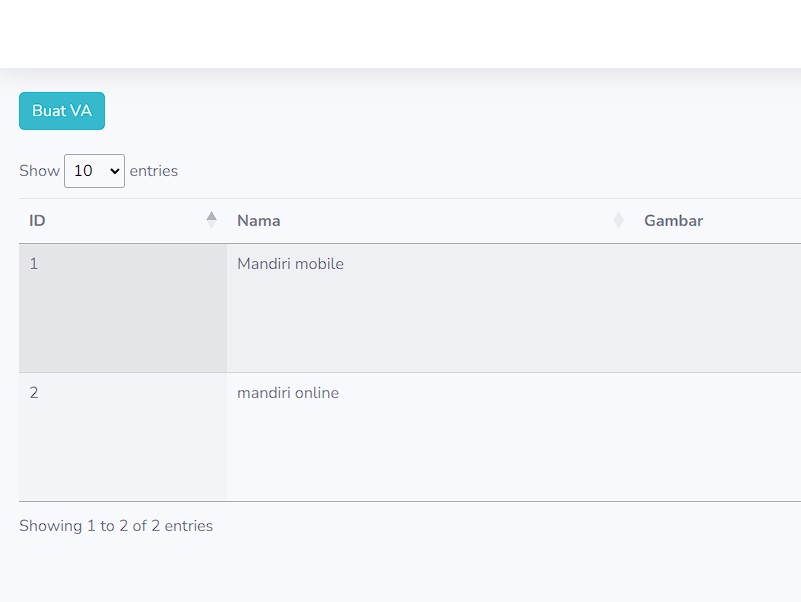 Buat VA
Show 10 entries
ID Nama Gambar
1 Mandiri mobile
2 mandiri online
Showing 1 to 2 of 2 entries